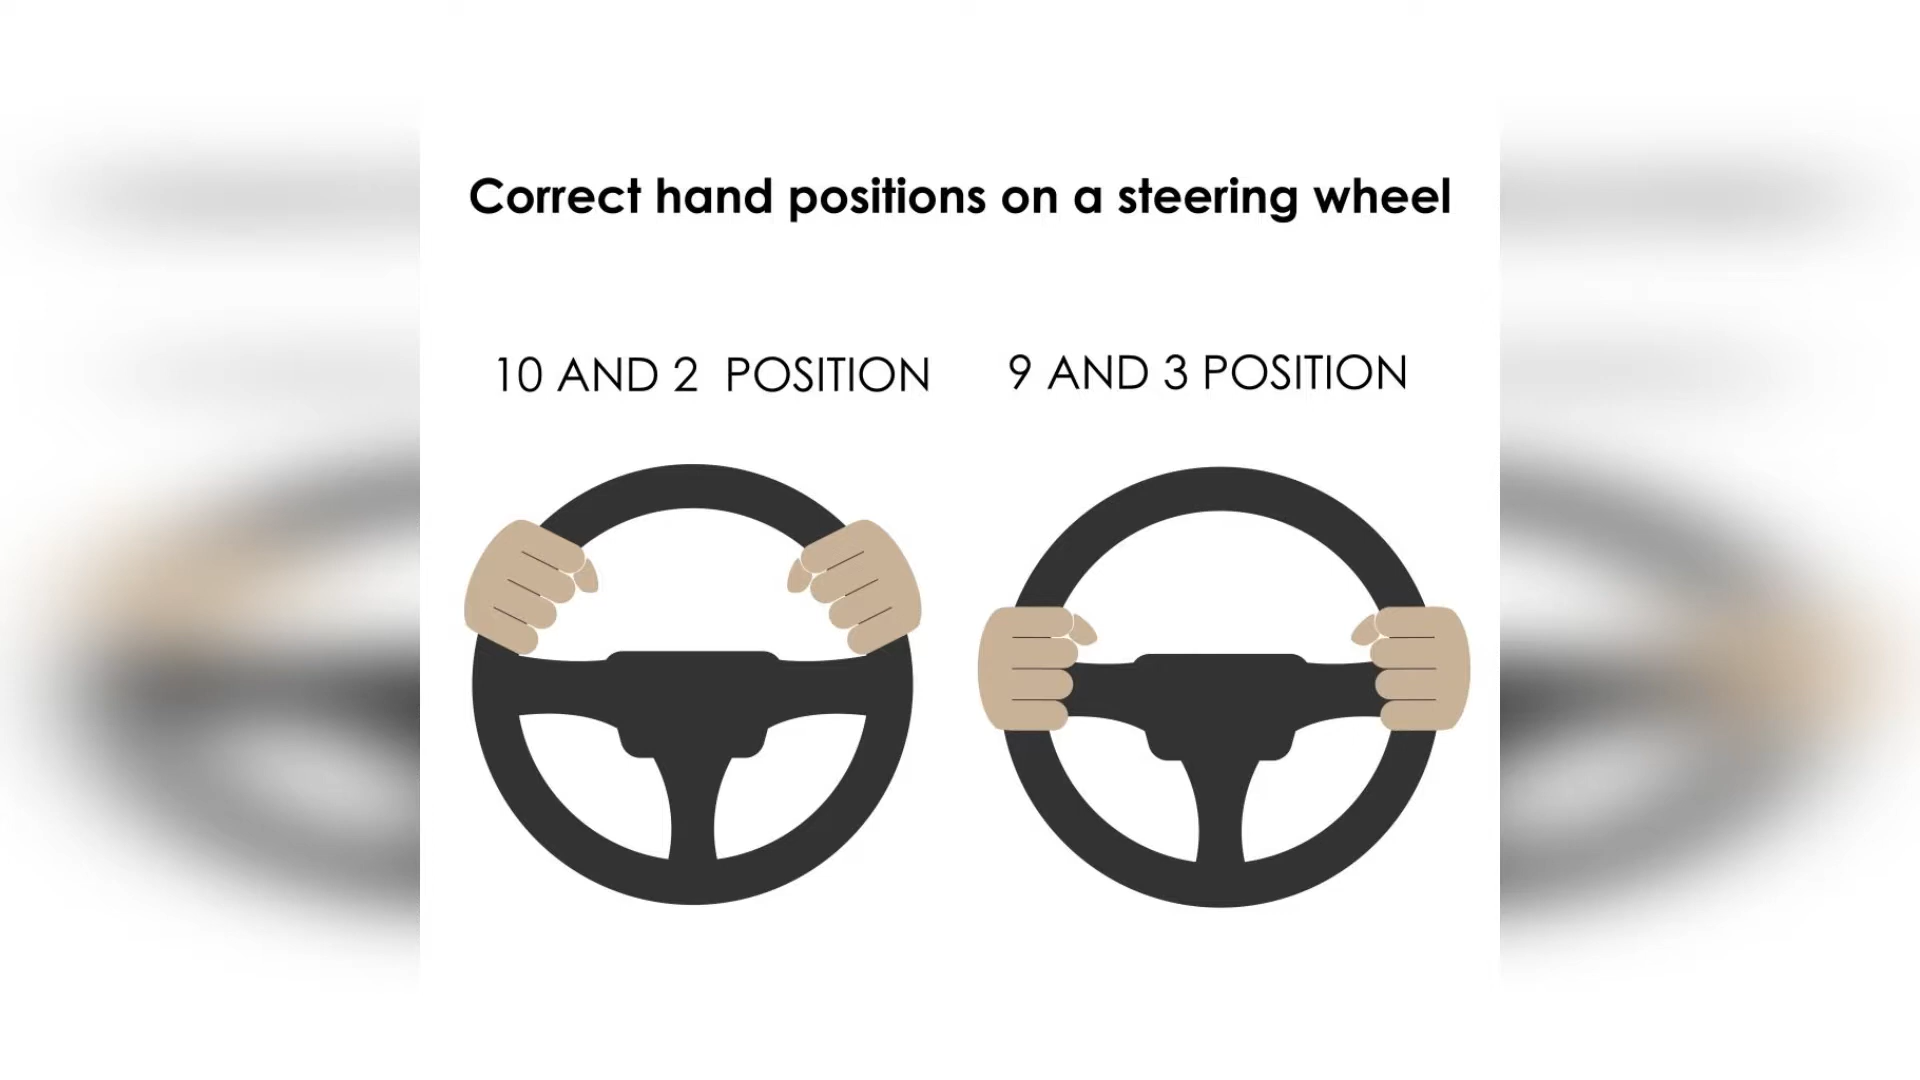 Correct hand positions on a steering wheel
10 AND 2 POSITION
9 AND 3 POSITION